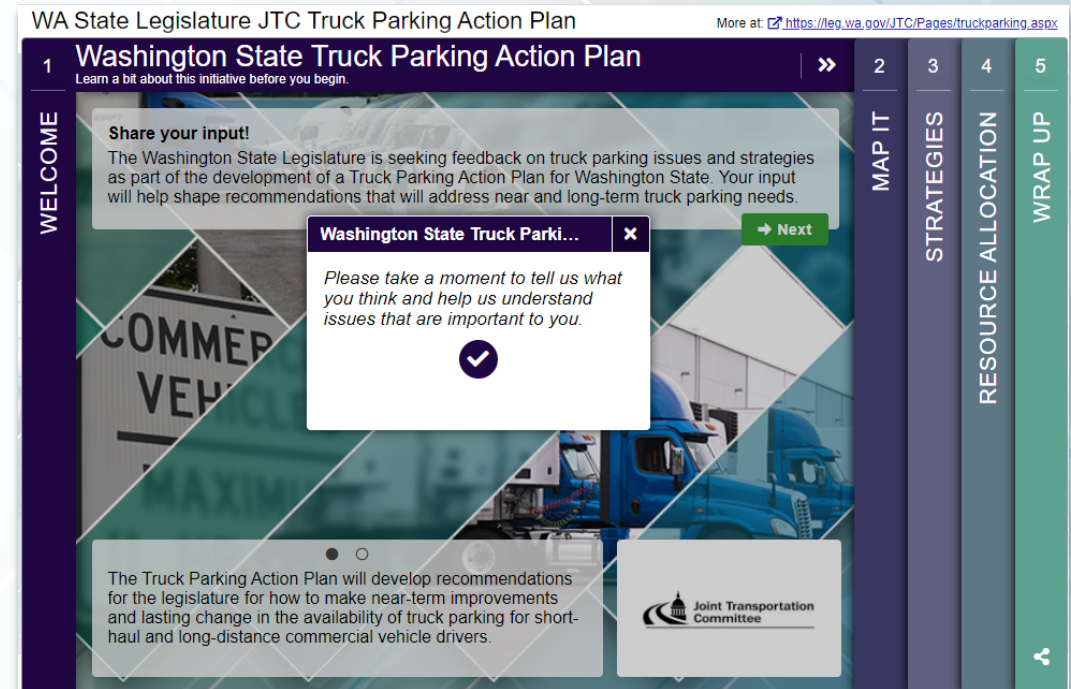 WA State Legislature JTC Truck Parking Action Plan
More at: https://leg.wa.gov/JTC/Pages/truckparking.aspx
1
Washington State Truck Parking Action Plan
Learn a bit about this initiative before you begin.
»
2
3
4
5
WELCOME
MAP IT
STRATEGIES
RESOURCE ALLOCATION
WRAP UP
Share your input!
The Washington State Legislature is seeking feedback on truck parking issues and strategies
as part of the development of a Truck Parking Action Plan for Washington State. Your input
will help shape recommendations that will address near and long-term truck parking needs.
Next
Washington State Truck Parki...
Please take a moment to tell us what
you think and help us understand
issues that are important to you.
COMMER
VEHICLE
MAXIMU
The Truck Parking Action Plan will develop recommendations
for the legislature for how to make near-term improvements
and lasting change in the availability of truck parking for short-
haul and long-distance commercial vehicle drivers.
Joint Transportation
Committee